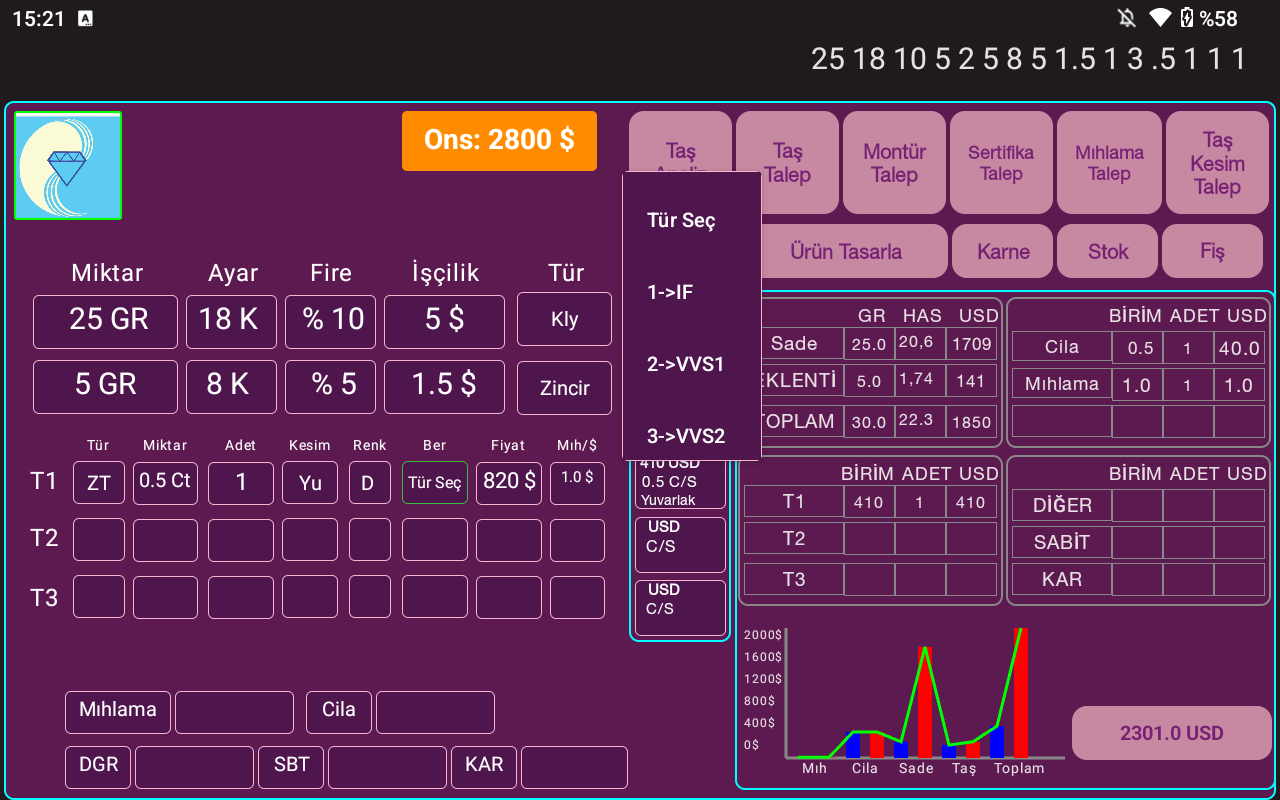 15:21 %58
25 18 10 5 2 5 8 5 1.5 1 3 .5 1 1 1
Ons: 2800 $
Taş
Taş Talep
Montür Talep
Sertifika Talep
Mıhlama Talep
Taş Kesim Talep
Ürün Tasarla
Karne
Stok
Fiş
Tür Seç
1->IF
2->VVS1
3->VVS2
Miktar Ayar Fire İşçilik Tür
25 GR 18 K % 10 5 $ Kly
5 GR 8 K % 5 1.5 $ Zincir
Tür Miktar Adet Kesim Renk Ber Fiyat Mıh/$
T1 ZT 0.5 Ct 1 Yu D Tür Seç 820 $ 1.0 $
T2
T3
410 USD
0.5 C/S
Yuvarlak
USD
C/S
USD
C/S
GR HAS USD
Sade 25.0 20,6 1709
EKLENTİ 5.0 1,74 141
TOPLAM 30.0 22.3 1850
BİRİM ADET USD
Cila 0.5 1 40.0
Mıhlama 1.0 1 1.0
BİRİM ADET USD
T1 410 1 410
T2
T3
BİRİM ADET USD
DİĞER
SABİT
KAR
2000$
1600$
1200$
800$
400$
0$
Mıh Cila Sade Taş Toplam
2301.0 USD
Mıhlama Cila
DGR SBT KAR